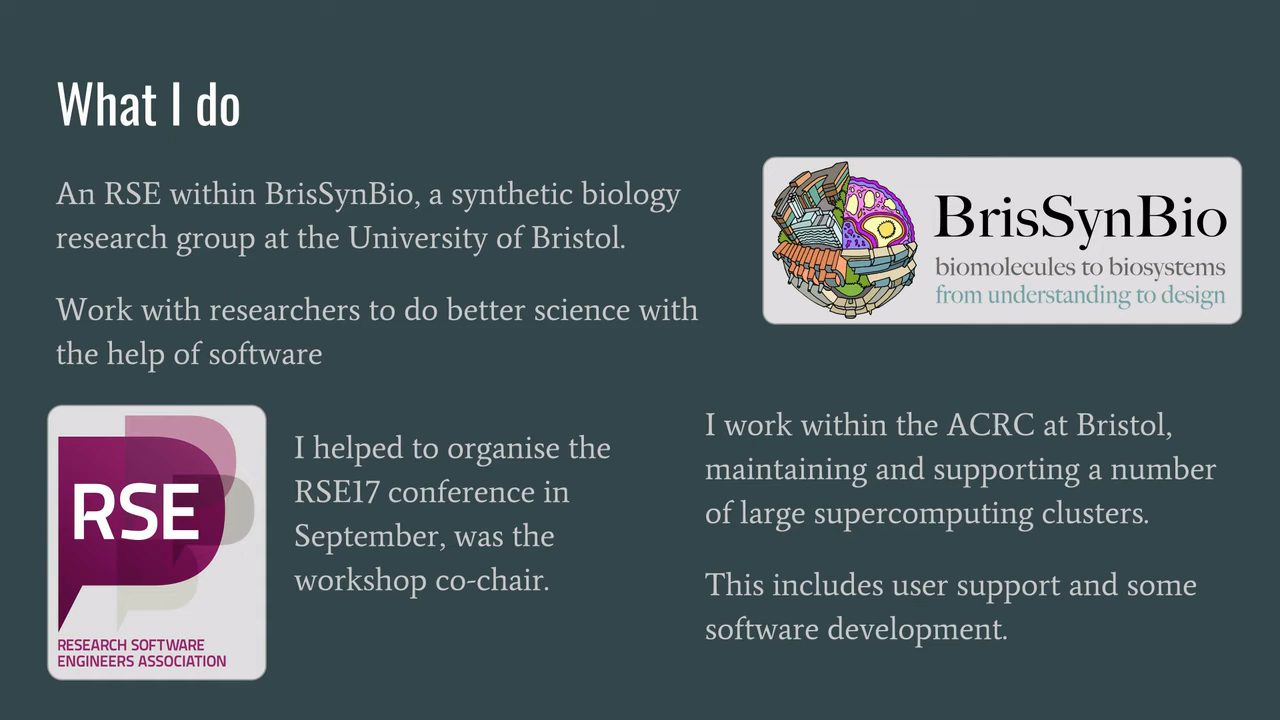 What I do
An RSE within BrisSynBio, a synthetic biology
research group at the University of Bristol.
Work with researchers to do better science with
the help of software
BrisSynBio
biomolecules to biosystems
from understanding to design
RSE
RESEARCH SOFTWARE
ENGINEERS ASSOCIATION
I helped to organise the
RSE17 conference in
September, was the
workshop co-chair.
I work within the ACRC at Bristol,
maintaining and supporting a number
of large supercomputing clusters.
This includes user support and some
software development.